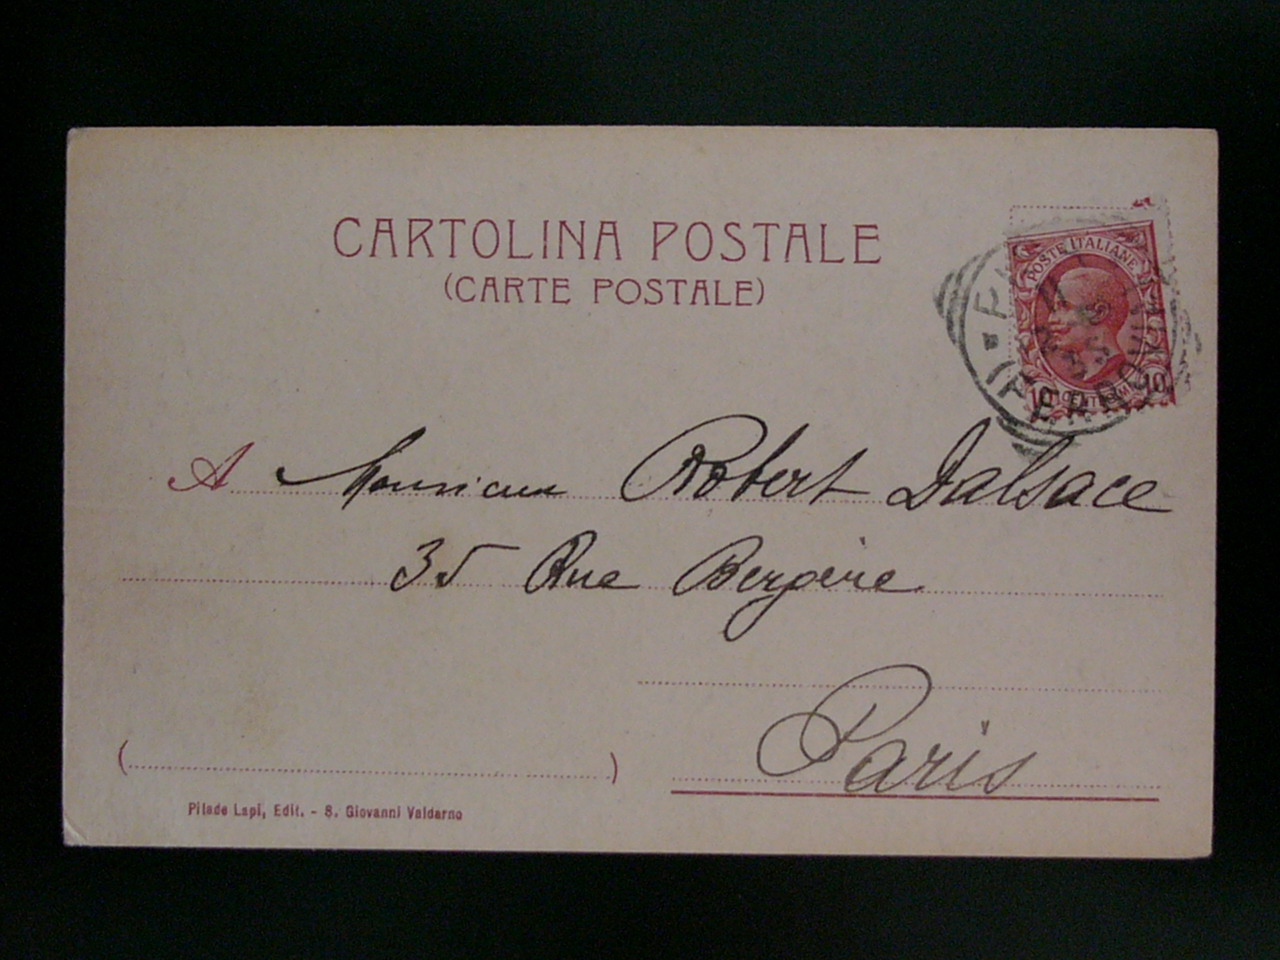 CARTOLINA POSTALE
(CARTE POSTALE)
POSTE ITALIANE
10 CENTESIMI 10
(FERROVIA)
A Monsieur Robert Dalsace
35 Rue Bergère
Paris
Pilade Lapi, Edit. - S. Giovanni Valdarno